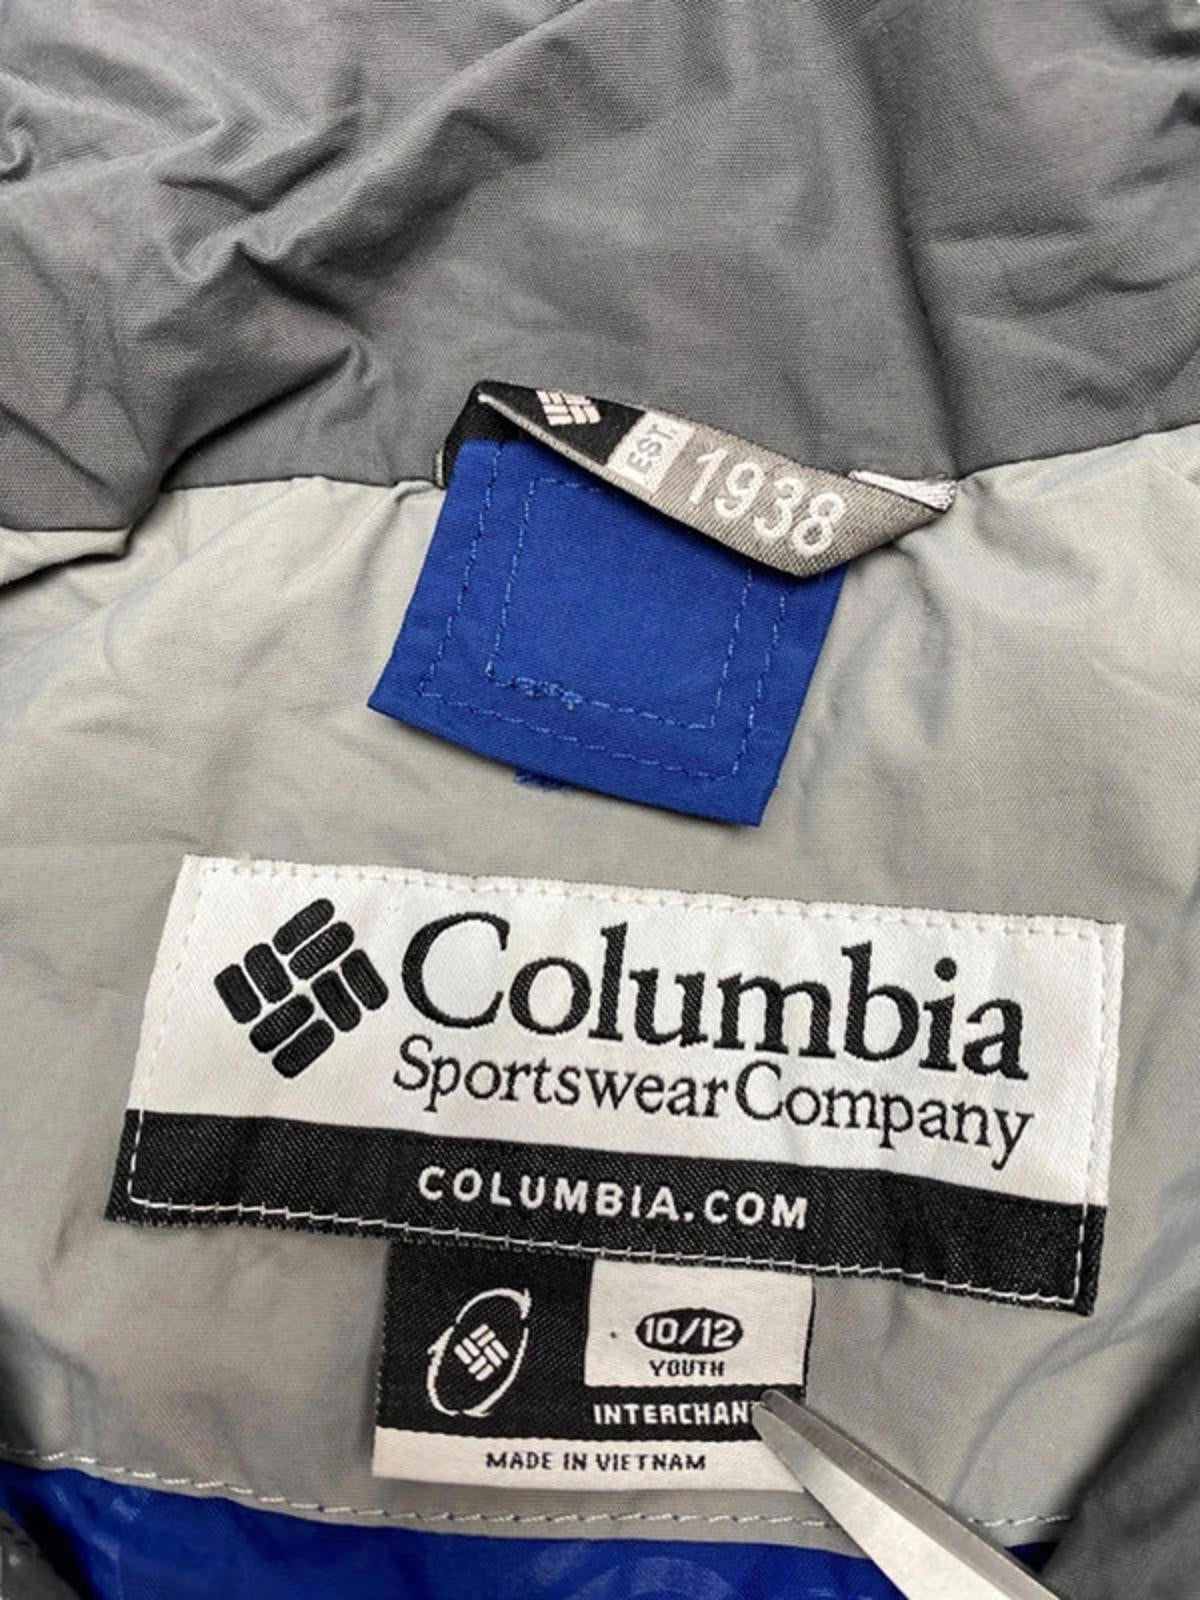 EST.
1938
Columbia
Sportswear Company
COLUMBIA.COM
10/12
YOUTH
INTERCHAN
MADE IN VIETNAM